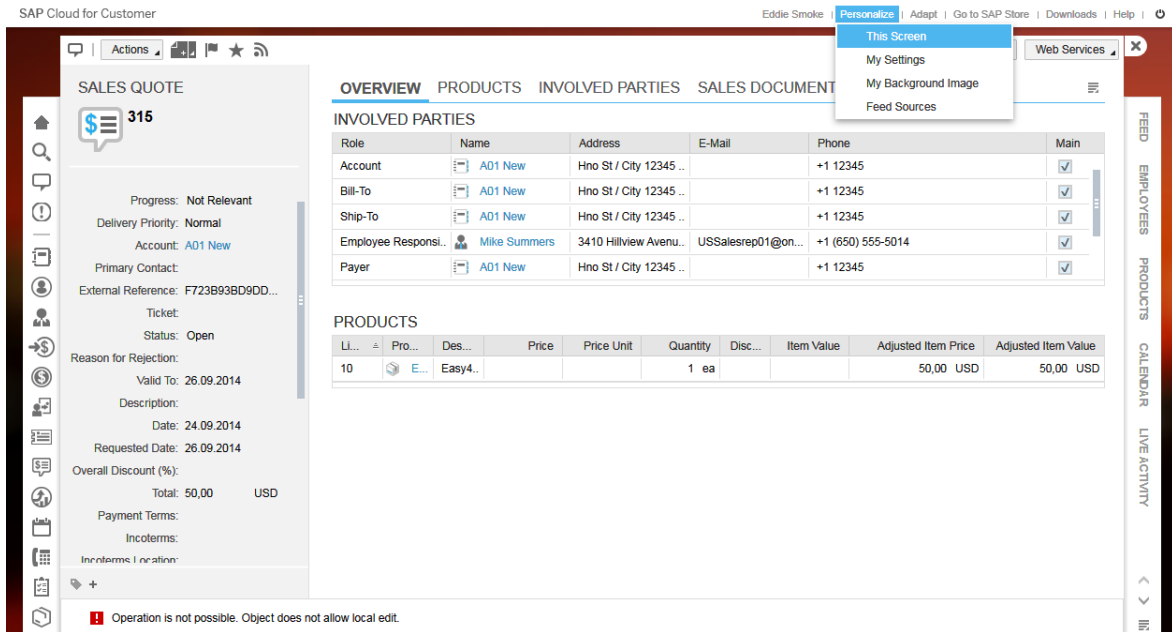 SAP Cloud for Customer
Eddie Smoke | Personalize | Adapt | Go to SAP Store | Downloads | Help |
This Screen
My Settings
My Background Image
Feed Sources
Actions
Web Services
SALES QUOTE
315
Progress: Not Relevant
Delivery Priority: Normal
Account: A01 New
Primary Contact:
External Reference: F723B93BD9DD...
Ticket:
Status: Open
Reason for Rejection:
Valid To: 26.09.2014
Description:
Date: 24.09.2014
Requested Date: 26.09.2014
Overall Discount (%):
Total: 50,00 USD
Payment Terms:
Incoterms:
Incoterms Location:
OVERVIEW PRODUCTS INVOLVED PARTIES SALES DOCUMENT
INVOLVED PARTIES
Role Name Address E-Mail Phone Main
Account A01 New Hno St / City 12345 .. +1 12345
Bill-To A01 New Hno St / City 12345 .. +1 12345
Ship-To A01 New Hno St / City 12345 .. +1 12345
Employee Responsi.. Mike Summers 3410 Hillview Avenu.. USSalesrep01@on... +1 (650) 555-5014
Payer A01 New Hno St / City 12345 .. +1 12345
PRODUCTS
Li... Pro... Des... Price Price Unit Quantity Disc... Item Value Adjusted Item Price Adjusted Item Value
10 E... Easy4.. 1 ea 50,00 USD 50,00 USD
FEED
EMPLOYEES
PRODUCTS
CALENDAR
LIVE ACTIVITY
Operation is not possible. Object does not allow local edit.